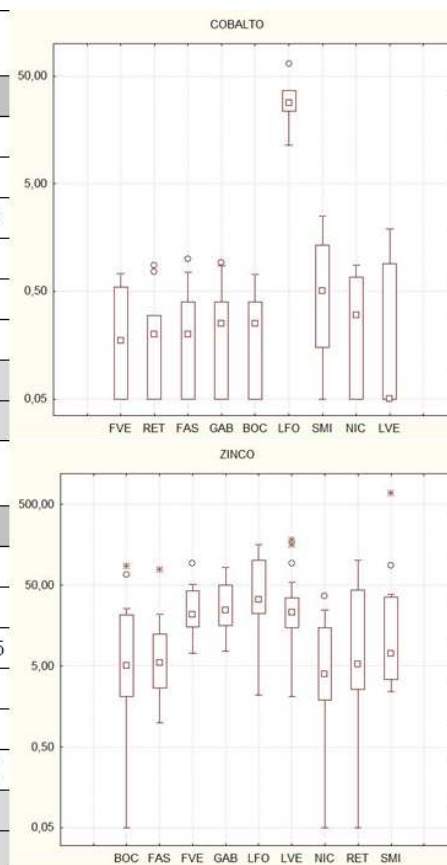 COBALTO
50,00
5,00
0,50
0,05
FVE RET FAS GAB BOC LFO SMI NIC LVE
ZINCO
500,00
50,00
5,00
0,50
0,05
BOC FAS FVE GAB LFO LVE NIC RET SMI
5